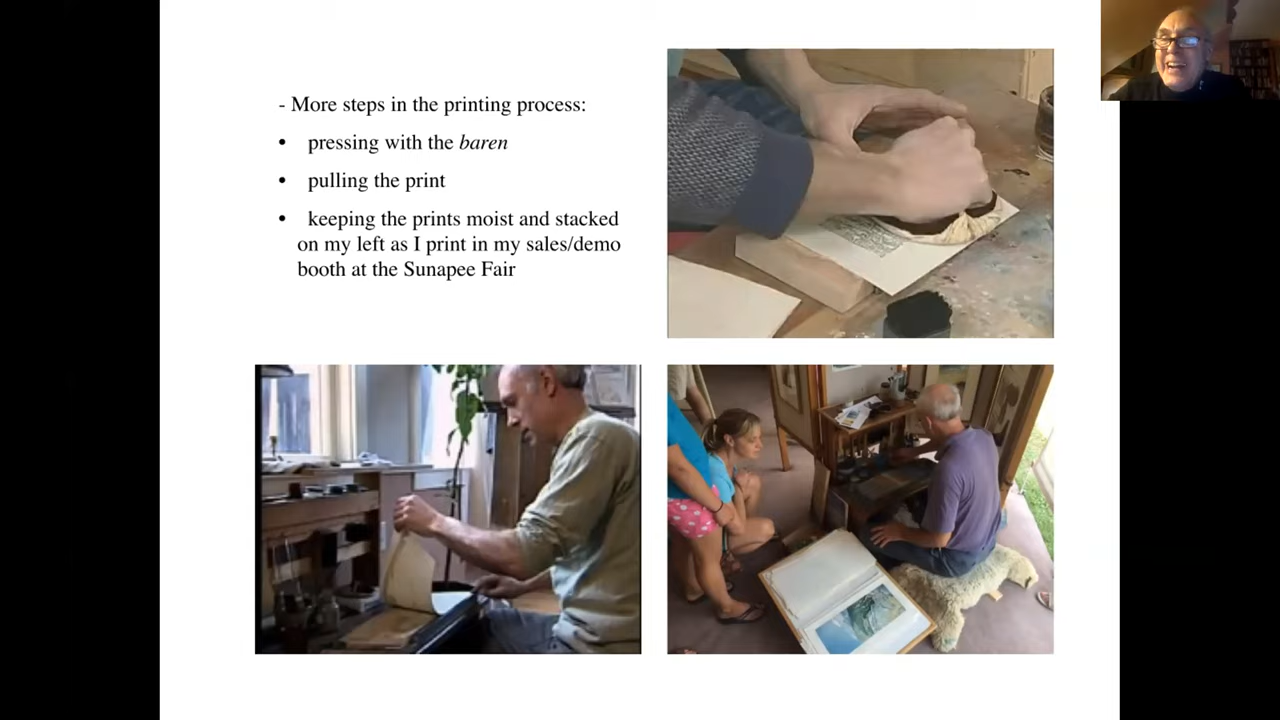 - More steps in the printing process:
• pressing with the baren
• pulling the print
• keeping the prints moist and stacked
on my left as I print in my sales/demo
booth at the Sunapee Fair